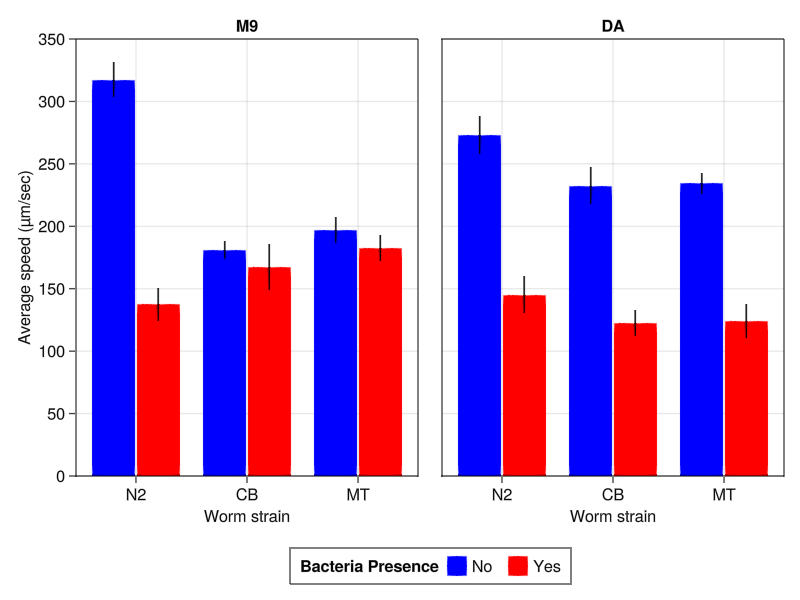 M9
DA
350
300
250
200
150
100
50
0
Average speed (µm/sec)
N2 CB MT
N2 CB MT
Worm strain
Worm strain
Bacteria Presence No Yes